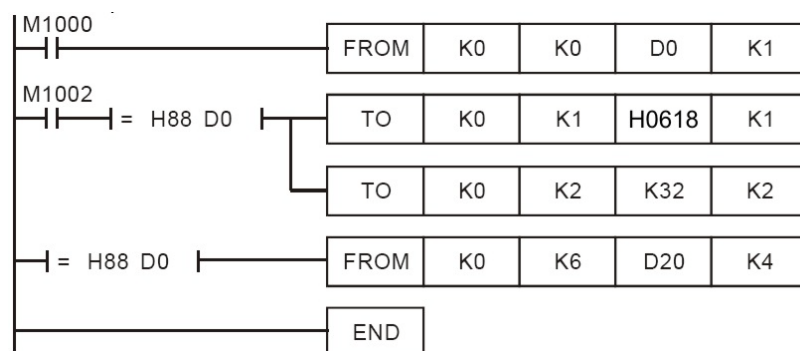 M1000
FROM K0 K0 D0 K1
M1002
= H88 D0 TO K0 K1 H0618 K1
TO K0 K2 K32 K2
= H88 D0 FROM K0 K6 D20 K4
END